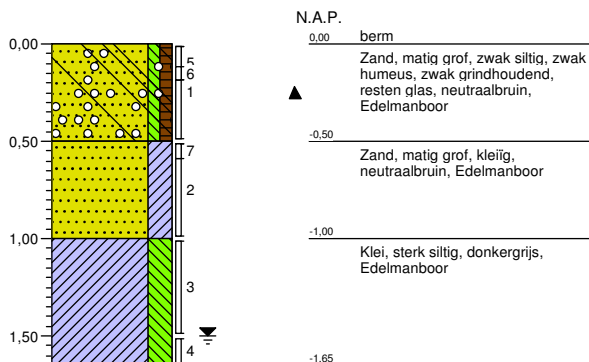 N.A.P.
0,00
5
6
1
0,50
7
2
1,00
3
1,50
4
0,00 berm
Zand, matig grof, zwak siltig, zwak
humeus, zwak grindhoudend,
resten glas, neutraalbruin,
Edelmanboor
-0,50
Zand, matig grof, kleiïg,
neutraalbruin, Edelmanboor
-1,00
Klei, sterk siltig, donkergrijs,
Edelmanboor
-1,65